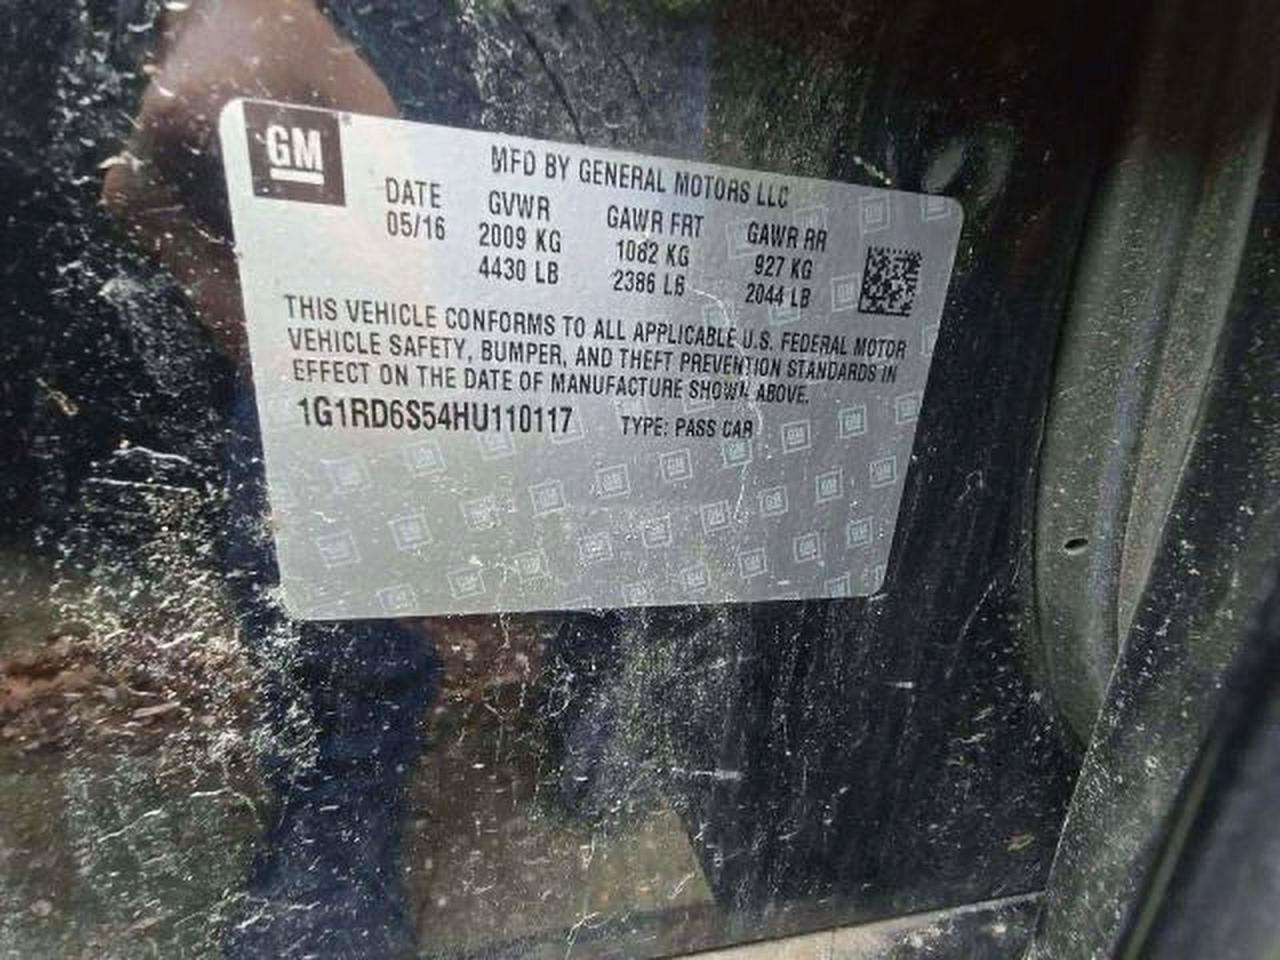 GM
MFD BY GENERAL MOTORS LLC
DATE GVWR GAWR FRT GAWR RR
05/16 2009 KG 1082 KG 927 KG
4430 LB 2386 LB 2044 LB
THIS VEHICLE CONFORMS TO ALL APPLICABLE U.S. FEDERAL MOTOR
VEHICLE SAFETY, BUMPER, AND THEFT PREVENTION STANDARDS IN
EFFECT ON THE DATE OF MANUFACTURE SHOWN ABOVE.
1G1RD6S54HU110117 TYPE: PASS CAR